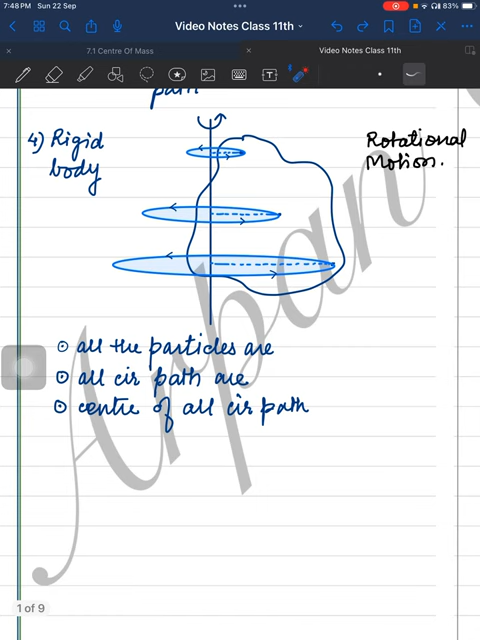 7:48 PM Sun 22 Sep
83%
Video Notes Class 11th
7.1 Centre Of Mass
Video Notes Class 11th
path
4) Rigid
body
Rotational
Motion.
all the particles are
all cir path are
centre of all cir path
Arpan
1 of 9